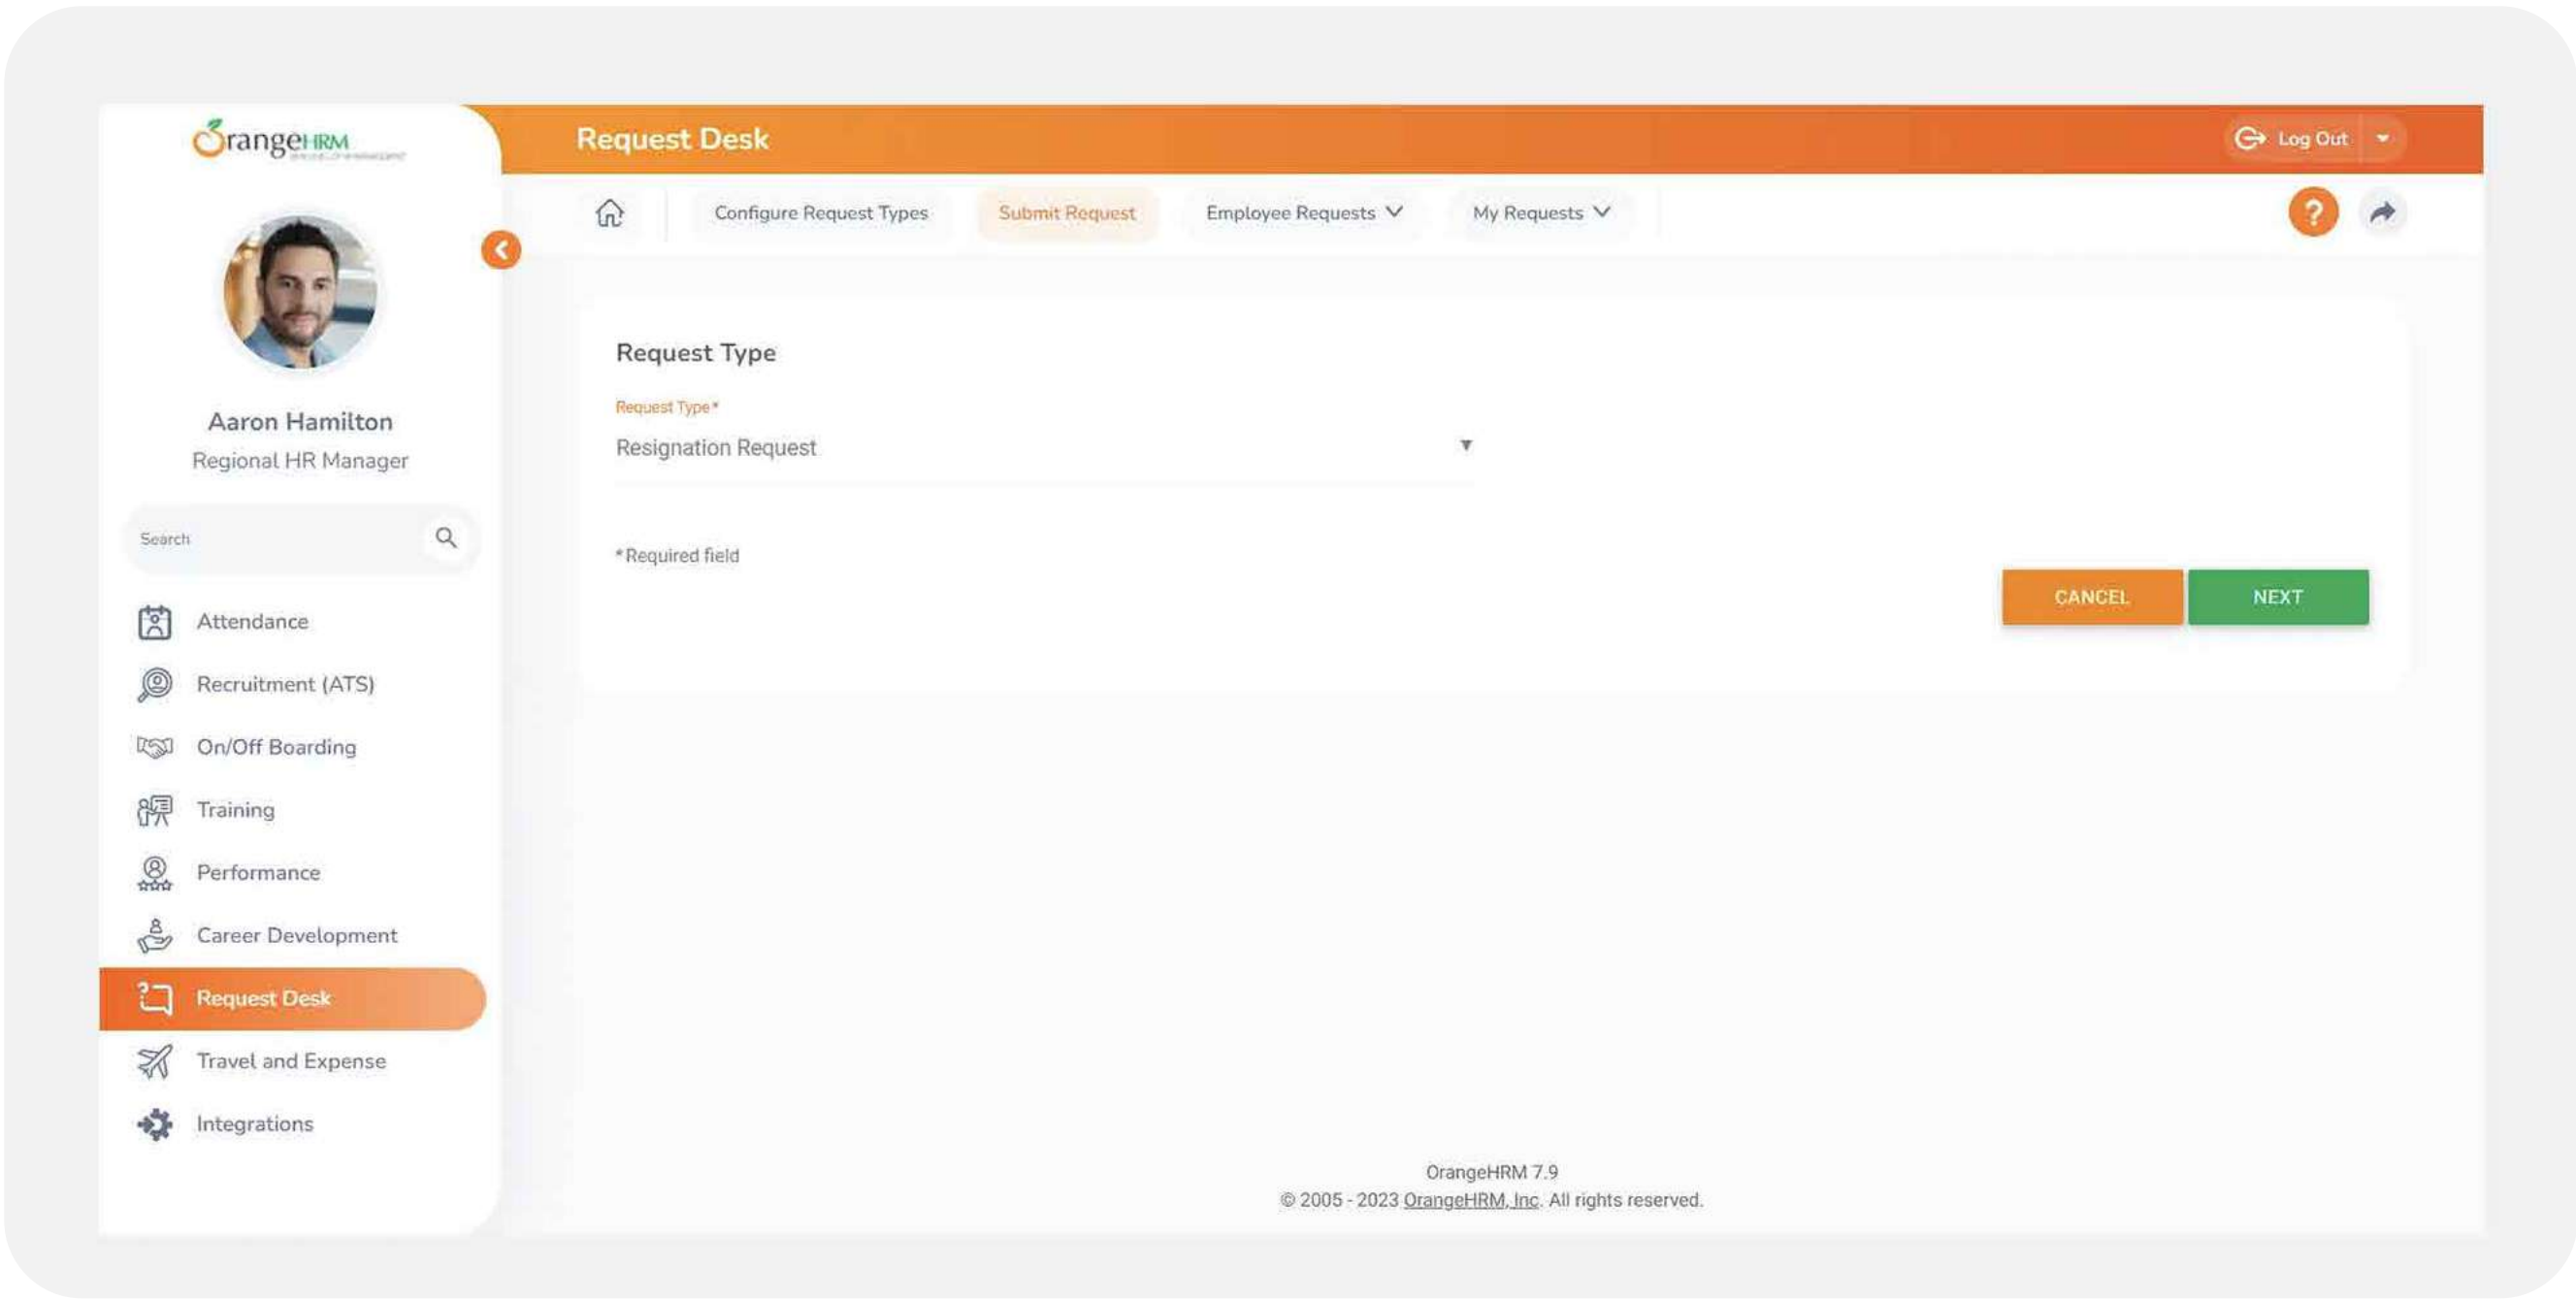 OrangeHRM
Request Desk
Log Out
Configure Request Types
Submit Request
Employee Requests
My Requests
?
Aaron Hamilton
Regional HR Manager
Search
Attendance
Recruitment (ATS)
On/Off Boarding
Training
Performance
Career Development
Request Desk
Travel and Expense
Integrations
Request Type
Request Type*
Resignation Request
*Required field
CANCEL
NEXT
OrangeHRM 7.9
© 2005 - 2023 OrangeHRM, Inc. All rights reserved.